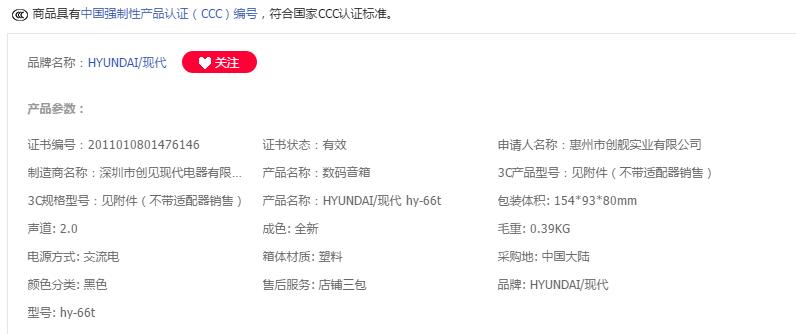 商品具有中国强制性产品认证（CCC）编号，符合国家CCC认证标准。
品牌名称：HYUNDAI/现代 关注
产品参数：
证书编号：2011010801476146 证书状态：有效 申请人名称：惠州市创舰实业有限公司
制造商名称：深圳市创见现代电器有限... 产品名称：数码音箱 3C产品型号：见附件（不带适配器销售）
3C规格型号：见附件（不带适配器销售） 产品名称：HYUNDAI/现代 hy-66t 包装体积: 154*93*80mm
声道: 2.0 成色: 全新 毛重: 0.39KG
电源方式: 交流电 箱体材质: 塑料 采购地: 中国大陆
颜色分类: 黑色 售后服务: 店铺三包 品牌: HYUNDAI/现代
型号: hy-66t